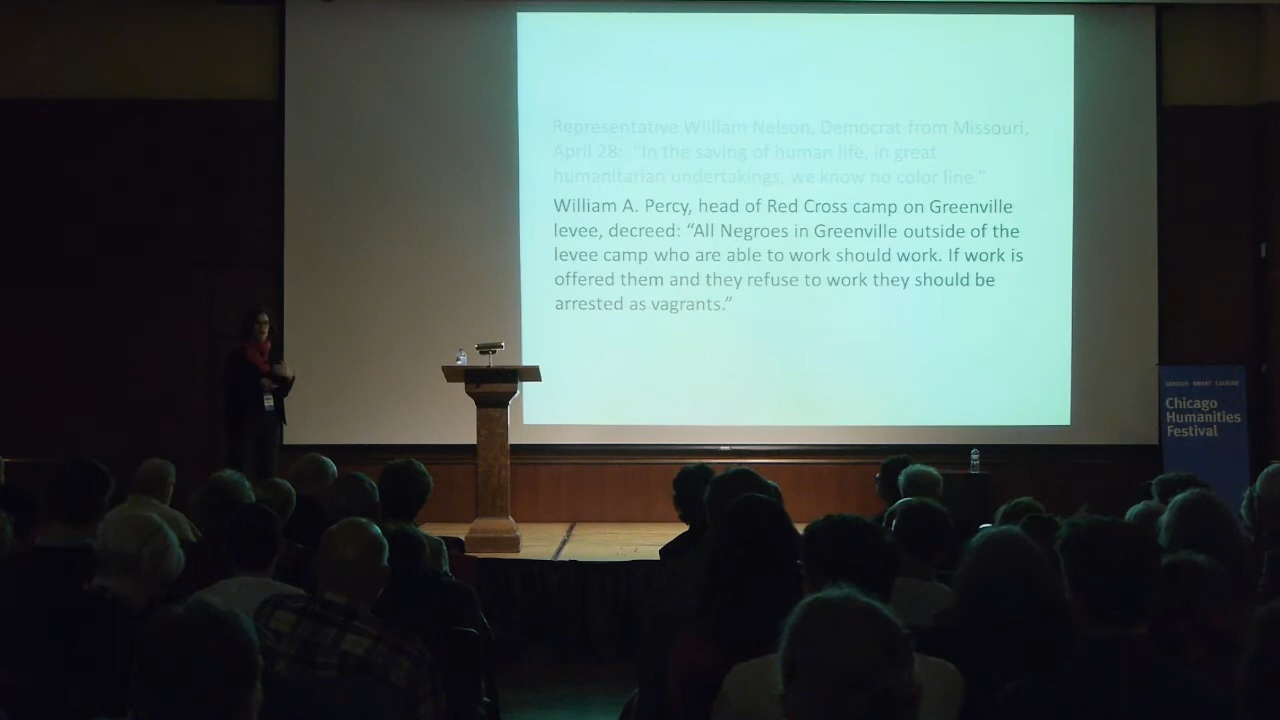 Representative William Nelson, Democrat from Missouri,
April 28: "In the saving of human life, in great
humanitarian undertakings, we know no color line."
William A. Percy, head of Red Cross camp on Greenville
levee, decreed: “All Negroes in Greenville outside of the
levee camp who are able to work should work. If work is
offered them and they refuse to work they should be
arrested as vagrants.”
Chicago
Humanities
Festival